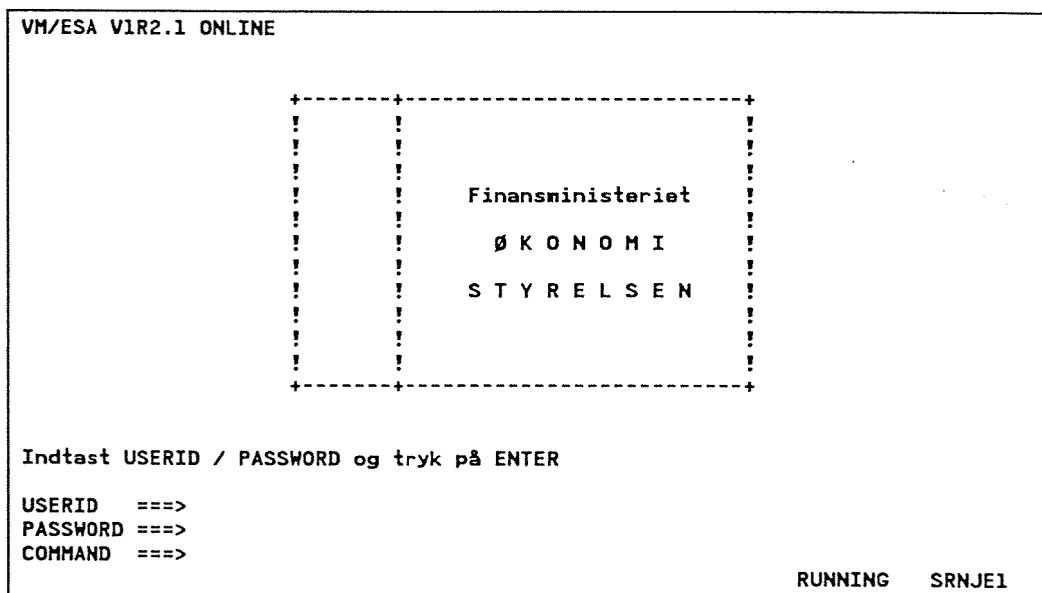 VM/ESA V1R2.1 ONLINE
Finansministeriet
Ø K O N O M I
S T Y R E L S E N
Indtast USERID / PASSWORD og tryk på ENTER
USERID ===>
PASSWORD ===>
COMMAND ===>
RUNNING SRNJE1